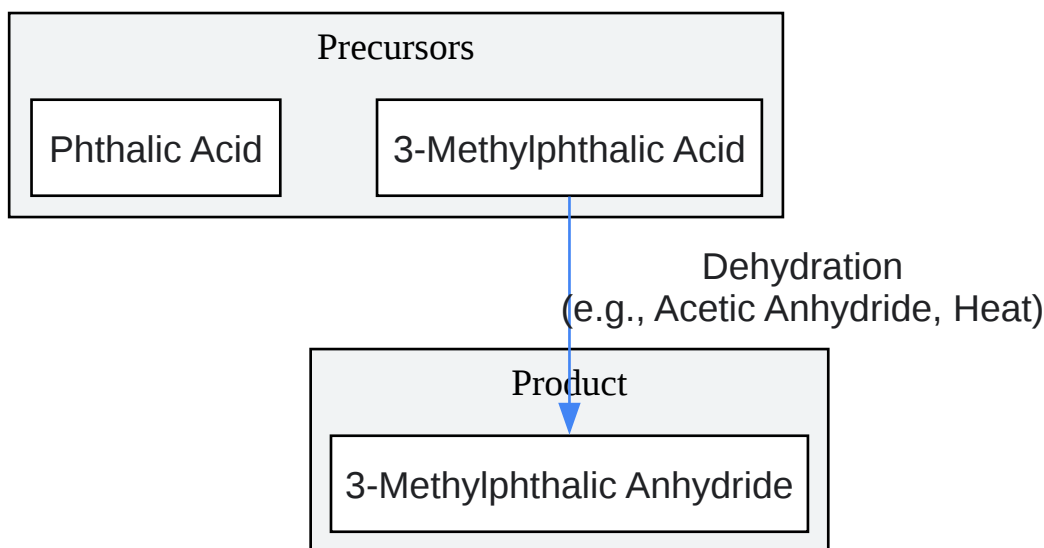 Precursors
Phthalic Acid
3-Methylphthalic Acid
Dehydration
(e.g., Acetic Anhydride, Heat)
Product
3-Methylphthalic Anhydride